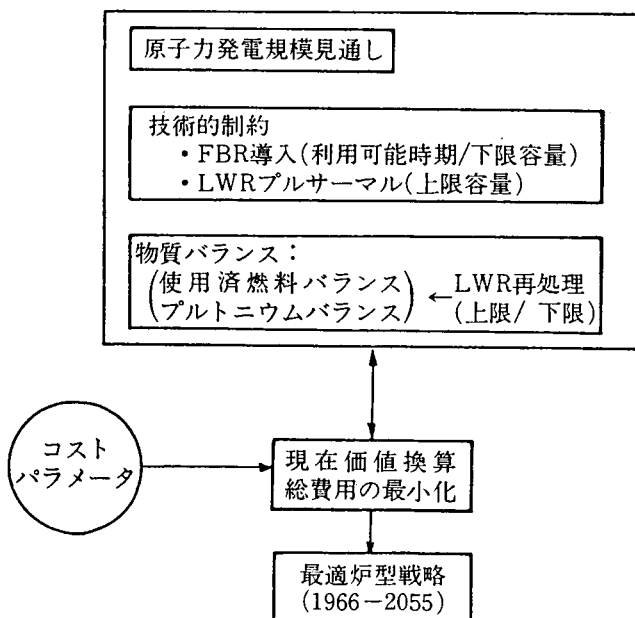 原子力発電規模見通し
技術的制約
・FBR導入(利用可能時期/下限容量)
・LWRプルサーマル(上限容量)
物質バランス：
(使用済燃料バランス
プルトニウムバランス)
←LWR再処理
(上限/ 下限)
コスト
パラメータ
現在価値換算
総費用の最小化
最適炉型戦略
(1966－2055)